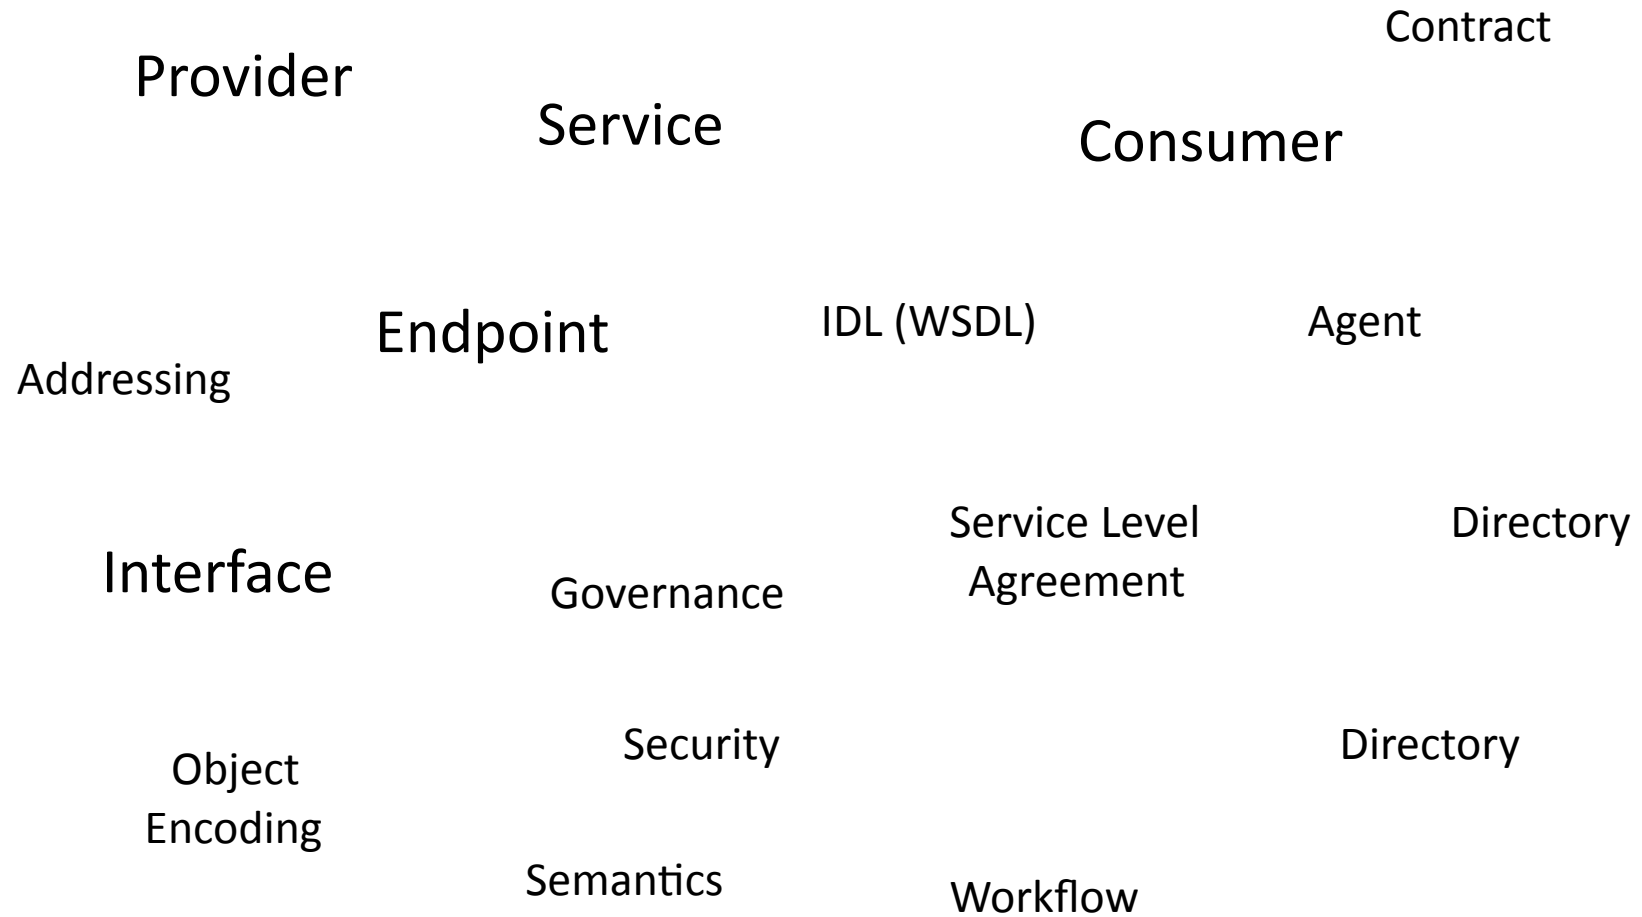 Contract
Provider
Service
Consumer
Endpoint
IDL (WSDL)
Agent
Addressing
Service Level
Agreement
Directory
Interface
Governance
Security
Directory
Object
Encoding
Semantics
Workflow